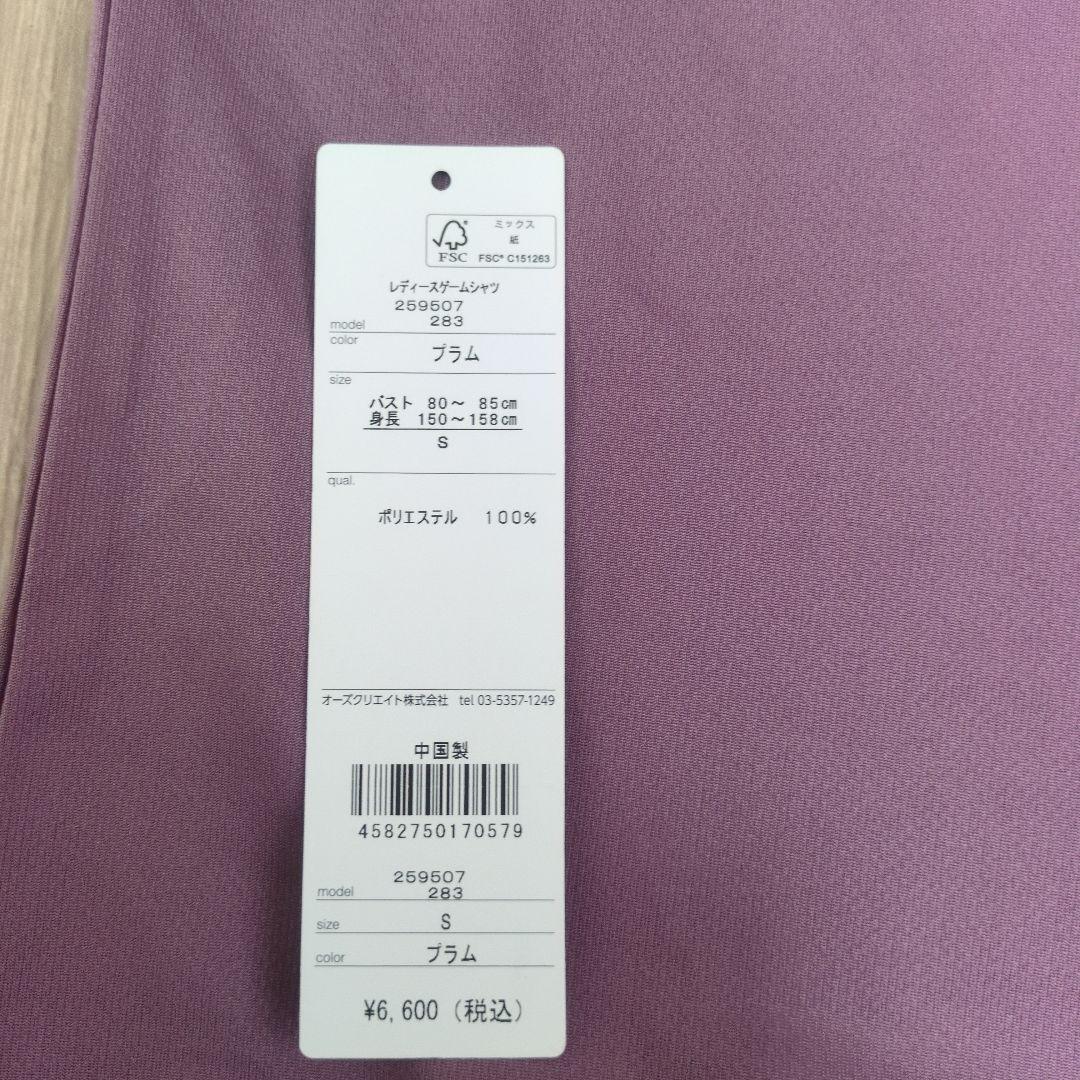 ミックス
紙
FSC® C151263
FSC
レディースゲームシャツ
259507
model 283
color
プラム
size
バスト 80～ 85cm
身長 150～158cm
S
qual.
ポリエステル 100%
オーズクリエイト株式会社 tel 03-5357-1249
中国製
4582750170579
259507
model 283
size S
color プラム
¥6,600（税込）